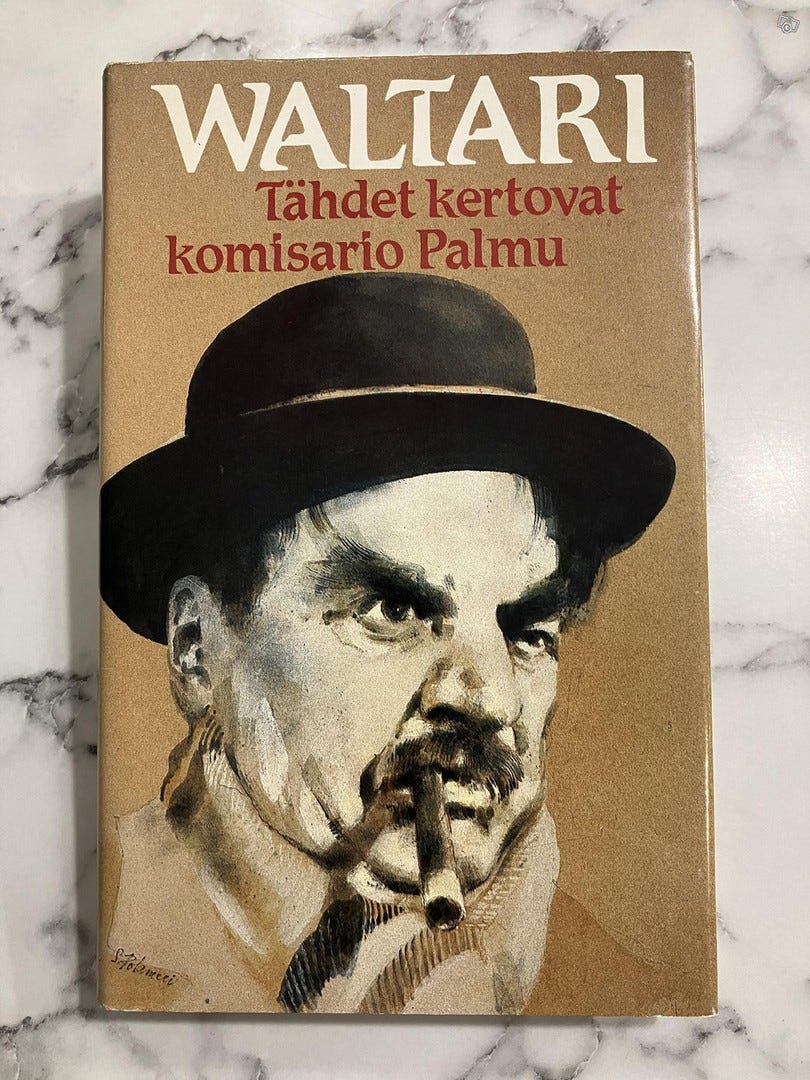 WALTARI
Tähdet kertovat
komisario Palmu